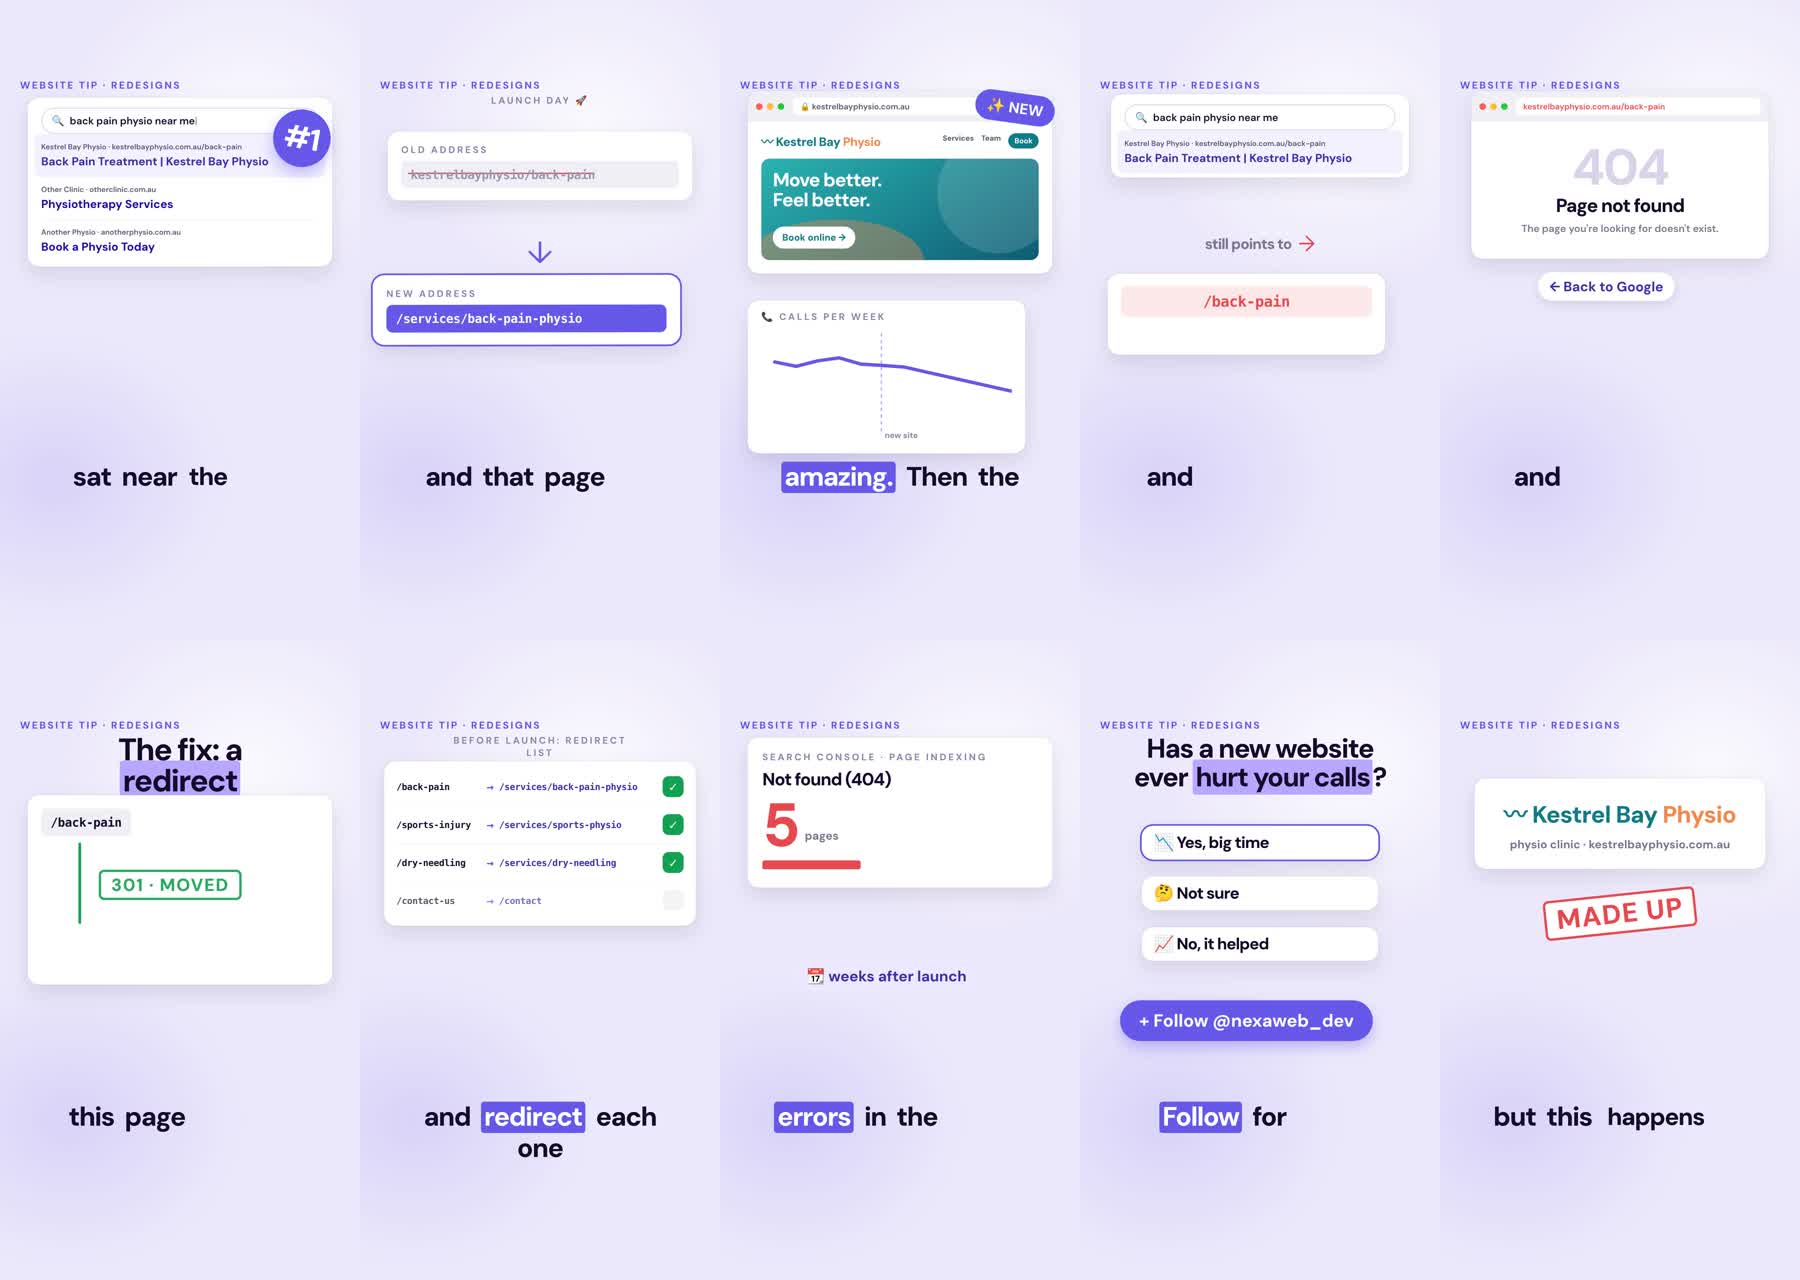 WEBSITE TIP · REDESIGNS
back pain physio near me
#1
Kestrel Bay Physio · kestrelbayphysio.com.au/back-pain
Back Pain Treatment | Kestrel Bay Physio
Other Clinic · otherclinic.com.au
Physiotherapy Services
Another Physio · anotherphysio.com.au
Book a Physio Today
sat near the
WEBSITE TIP · REDESIGNS
LAUNCH DAY 🚀
OLD ADDRESS
kestrelbayphysio/back-pain
NEW ADDRESS
/services/back-pain-physio
and that page
WEBSITE TIP · REDESIGNS
kestrelbayphysio.com.au
✨ NEW
Kestrel Bay Physio
Services Team Book
Move better.
Feel better.
Book online →
📞 CALLS PER WEEK
new site
amazing. Then the
WEBSITE TIP · REDESIGNS
back pain physio near me
Kestrel Bay Physio · kestrelbayphysio.com.au/back-pain
Back Pain Treatment | Kestrel Bay Physio
still points to →
/back-pain
and
WEBSITE TIP · REDESIGNS
kestrelbayphysio.com.au/back-pain
404
Page not found
The page you're looking for doesn't exist.
← Back to Google
and
WEBSITE TIP · REDESIGNS
The fix: a
redirect
/back-pain
301 · MOVED
this page
WEBSITE TIP · REDESIGNS
BEFORE LAUNCH: REDIRECT
LIST
/back-pain → /services/back-pain-physio ✓
/sports-injury → /services/sports-physio ✓
/dry-needling → /services/dry-needling ✓
/contact-us → /contact
and redirect each
one
WEBSITE TIP · REDESIGNS
SEARCH CONSOLE · PAGE INDEXING
Not found (404)
5 pages
📆 weeks after launch
errors in the
WEBSITE TIP · REDESIGNS
Has a new website
ever hurt your calls?
📉 Yes, big time
🤔 Not sure
📈 No, it helped
+ Follow @nexaweb_dev
Follow for
WEBSITE TIP · REDESIGNS
Kestrel Bay Physio
physio clinic · kestrelbayphysio.com.au
MADE UP
but this happens